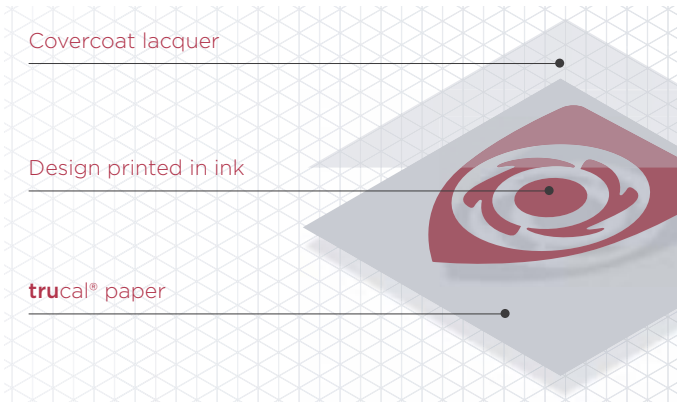 Covercoat lacquer
Design printed in ink
trucal® paper